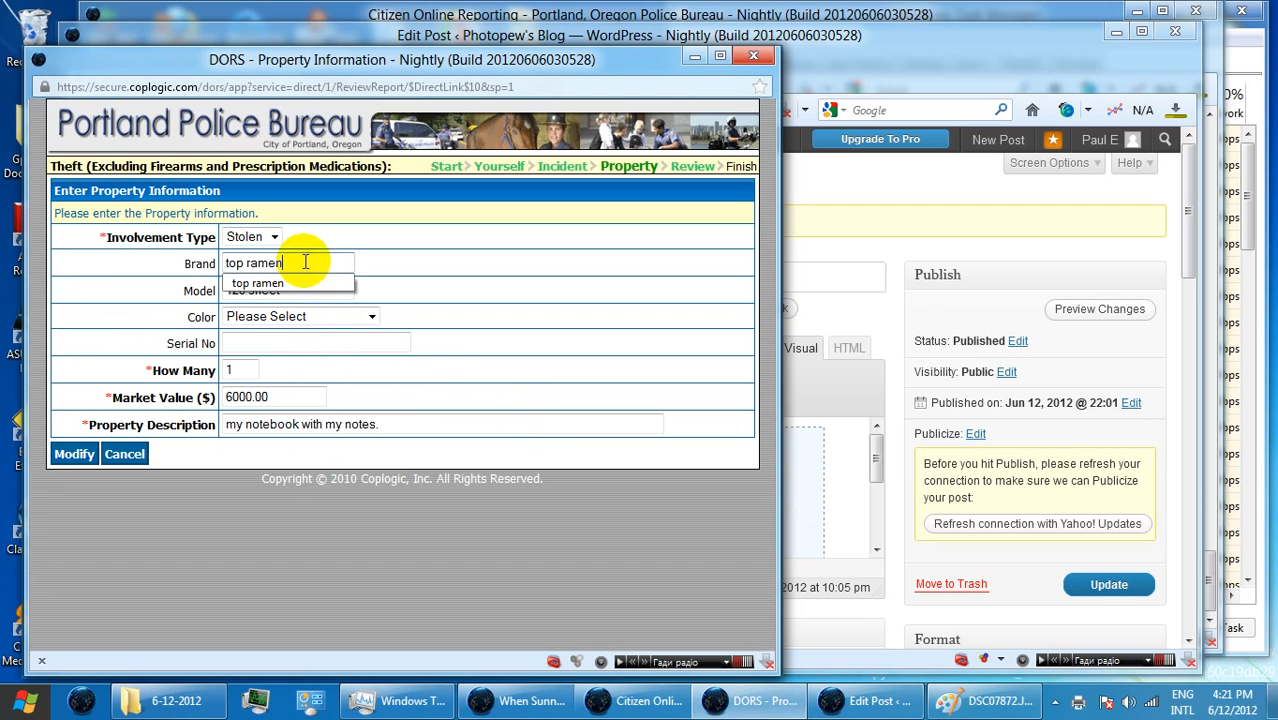 Citizen Online Reporting - Portland, Oregon Police Bureau - Nightly (Build 20120606030528)
Edit Post ‹ Photopew's Blog — WordPress - Nightly (Build 20120606030528)
DORS - Property Information - Nightly (Build 20120606030528)
https://secure.coplogic.com/dors/app?service=direct/1/ReviewReport/$DirectLink$10&sp=1
Portland Police Bureau
City of Portland, Oregon
Theft (Excluding Firearms and Prescription Medications): Start > Yourself > Incident > Property > Review > Finish
Enter Property Information
Please enter the Property information.
*Involvement Type Stolen
Brand top ramen
top ramen
Model
Color Please Select
Serial No
*How Many 1
*Market Value ($) 6000.00
*Property Description my notebook with my notes.
Modify Cancel
Copyright © 2010 Coplogic, Inc. All Rights Reserved.
Гади радіо
Google
N/A
Upgrade To Pro
New Post
Paul E
Screen Options
Help
Publish
Preview Changes
Visual HTML
Status: Published Edit
Visibility: Public Edit
Published on: Jun 12, 2012 @ 22:01 Edit
Publicize: Edit
Before you hit Publish, please refresh your
connection to make sure we can Publicize
your post:
Refresh connection with Yahoo! Updates
2012 at 10:05 pm
Move to Trash
Update
Format
Гади радіо
Task
6-12-2012
Windows T...
When Sunn...
Citizen Onli...
DORS - Pro...
Edit Post ‹ ...
DSC07872.J...
ENG
INTL
4:21 PM
6/12/2012